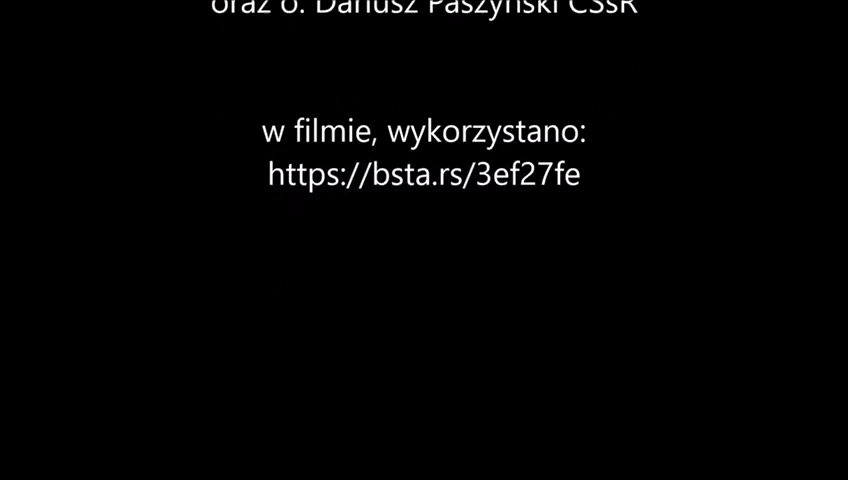 oraz o. Dariusz Paszyński CSsR
w filmie, wykorzystano:
https://bsta.rs/3ef27fe